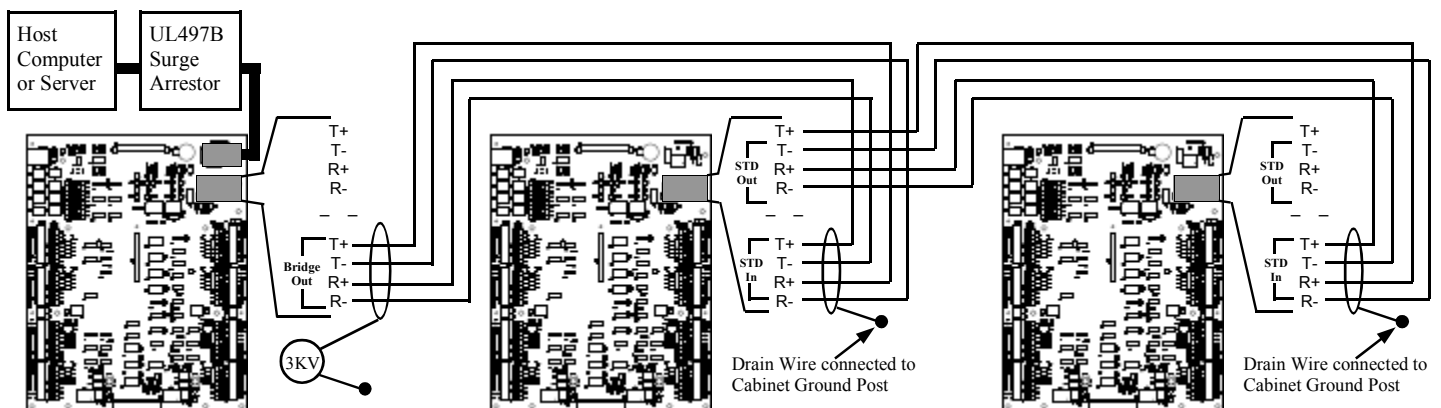 Host
Computer
or Server
UL497B
Surge
Arrestor
T+
T-
R+
R-
– –
Bridge
Out
T+
T-
R+
R-
3KV
STD
Out
T+
T-
R+
R-
– –
STD
In
T+
T-
R+
R-
Drain Wire connected to
Cabinet Ground Post
STD
Out
T+
T-
R+
R-
– –
STD
In
T+
T-
R+
R-
Drain Wire connected to
Cabinet Ground Post